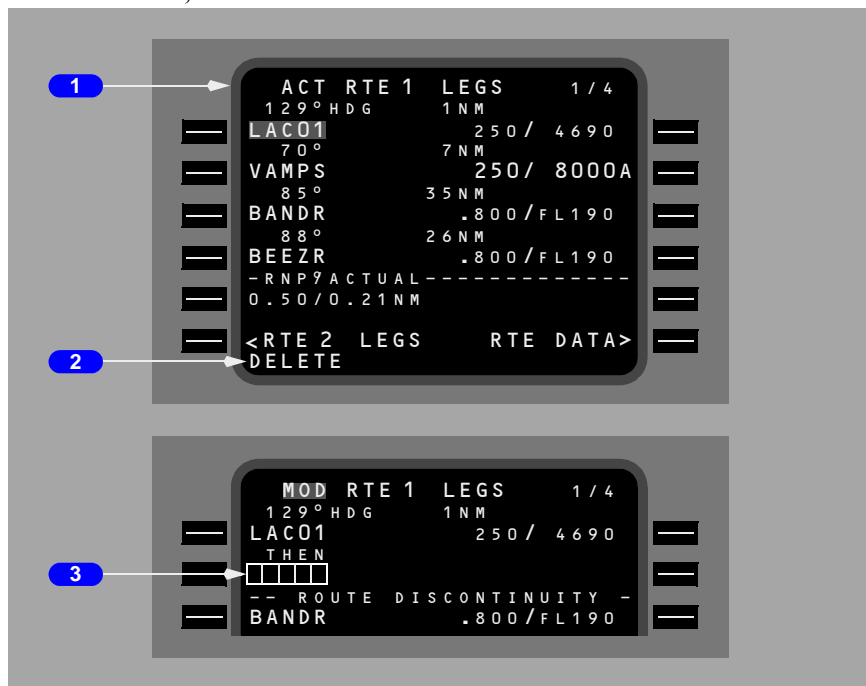 1
ACT RTE 1 LEGS 1/4
129°HDG 1NM
LACO1 250/ 4690
70° 7NM
VAMPS 250/ 8000A
85° 35NM
BANDR .800/FL190
88° 26NM
BEEZR .800/FL190
-RNP/ACTUAL-------------
0.50/0.21NM
<RTE 2 LEGS RTE DATA>
2
DELETE
MOD RTE 1 LEGS 1/4
129°HDG 1NM
LACO1 250/ 4690
THEN
3
□□□□□
-- ROUTE DISCONTINUITY -
BANDR .800/FL190